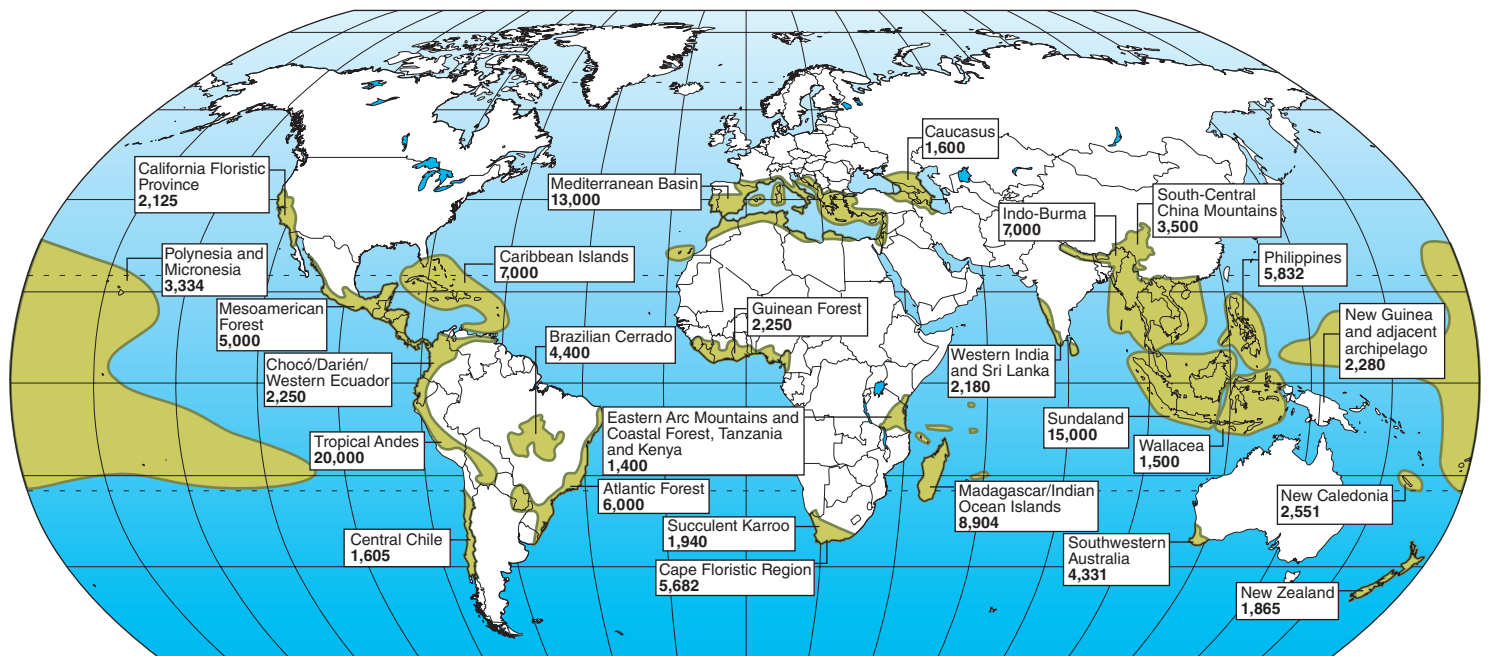 California Floristic
Province
2,125
Polynesia and
Micronesia
3,334
Mesoamerican
Forest
5,000
Chocó/Darién/
Western Ecuador
2,250
Tropical Andes
20,000
Central Chile
1,605
Caribbean Islands
7,000
Brazilian Cerrado
4,400
Atlantic Forest
6,000
Mediterranean Basin
13,000
Guinean Forest
2,250
Eastern Arc Mountains and
Coastal Forest, Tanzania
and Kenya
1,400
Succulent Karroo
1,940
Cape Floristic Region
5,682
Caucasus
1,600
Madagascar/Indian
Ocean Islands
8,904
Western India
and Sri Lanka
2,180
Indo-Burma
7,000
South-Central
China Mountains
3,500
Philippines
5,832
Sundaland
15,000
Wallacea
1,500
New Guinea
and adjacent
archipelago
2,280
New Caledonia
2,551
Southwestern
Australia
4,331
New Zealand
1,865